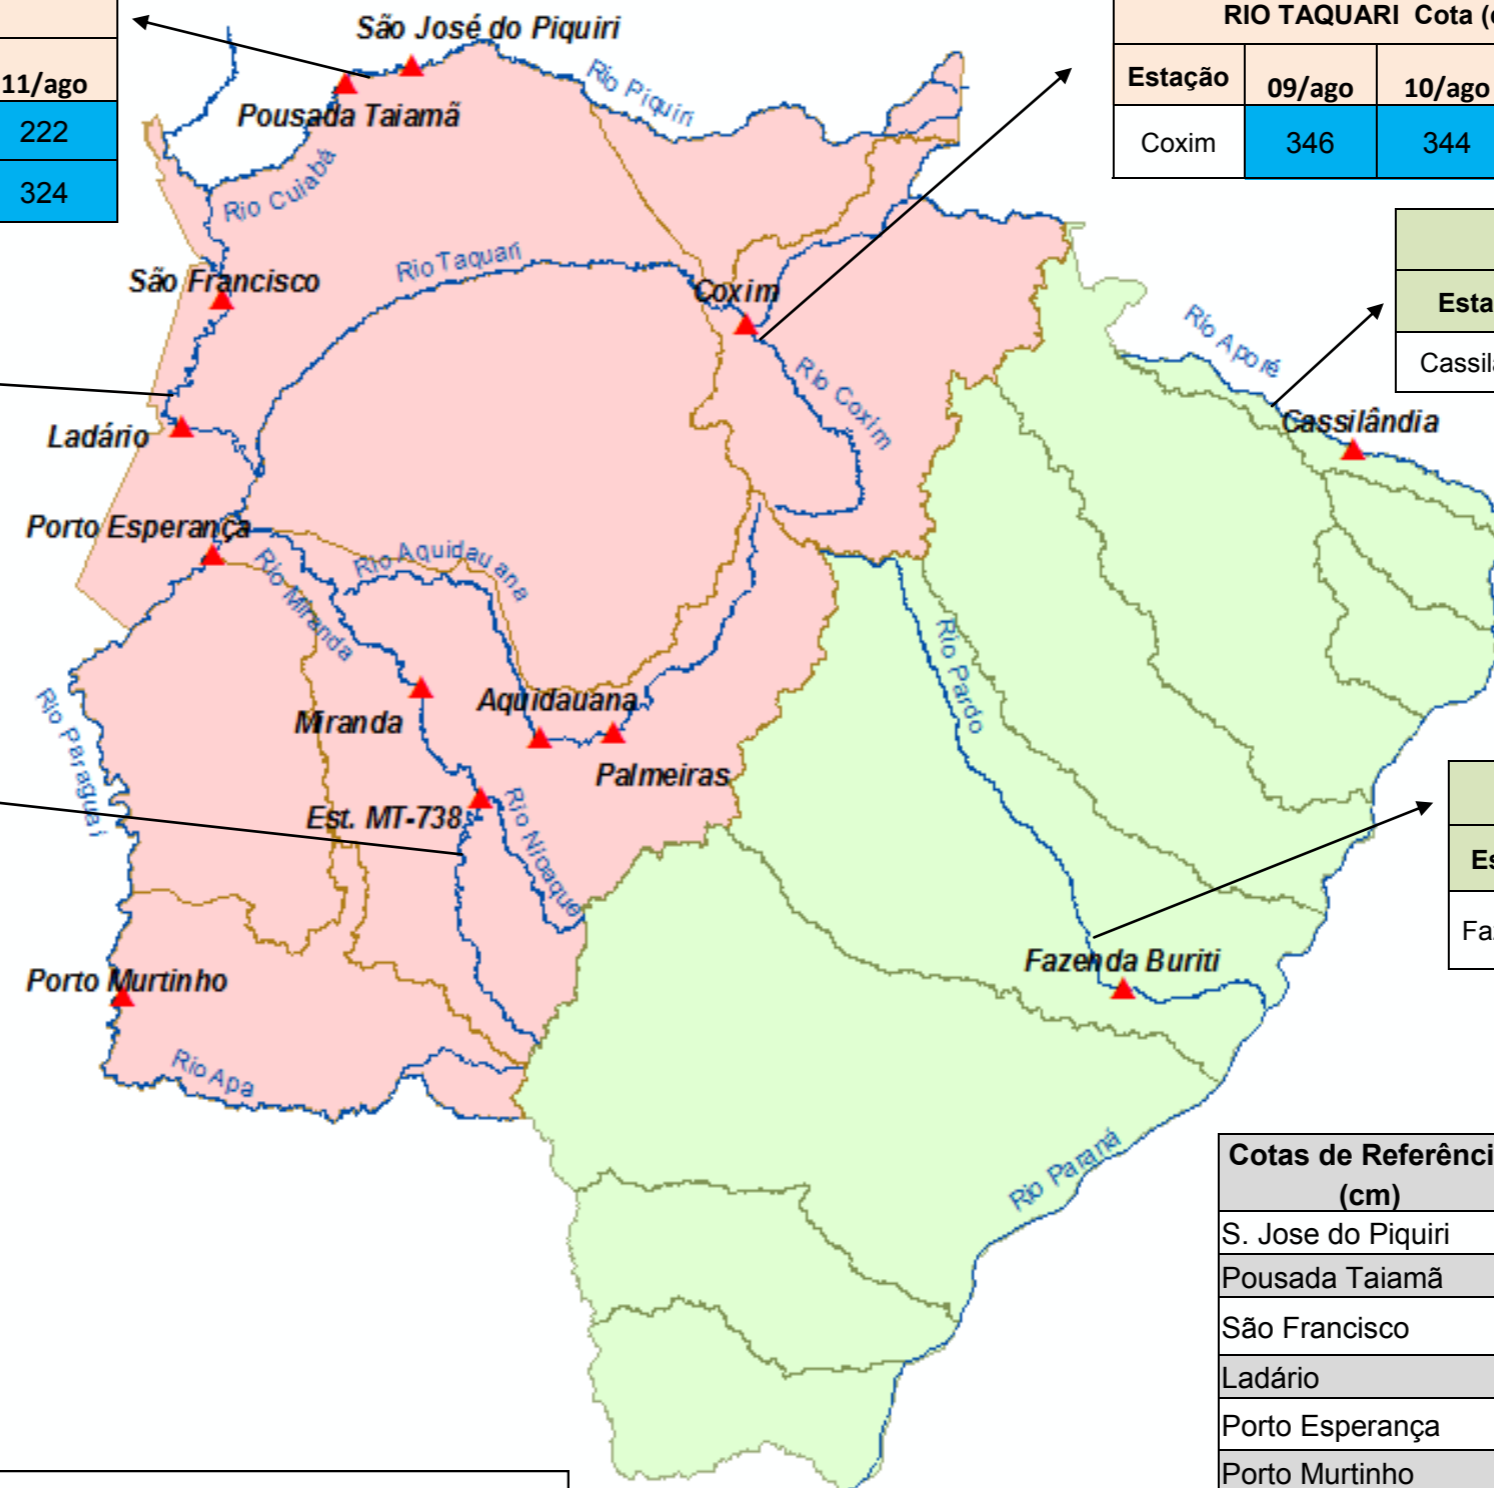 11/ago
222
324
RIO TAQUARI Cota (
Estação 09/ago 10/ago
Coxim 346 344
São José do Piquiri
Pousada Taiamã
Rio Piquiri
Rio Cuiabá
São Francisco
Rio Taquari
Coxim
Rio Coxim
Rio Aporé
Cassilândia
Ladário
Porto Esperança
Rio Miranda
Rio Aquidauana
Rio Paraguai
Miranda
Aquidauana
Palmeiras
Rio Pardo
Est. MT-738
Rio Nioaque
Fazenda Buriti
Porto Murtinho
Rio Apa
Rio Paraná
Esta
Cassil
Es
Fa
Cotas de Referênci
(cm)
S. Jose do Piquiri
Pousada Taiamã
São Francisco
Ladário
Porto Esperança
Porto Murtinho